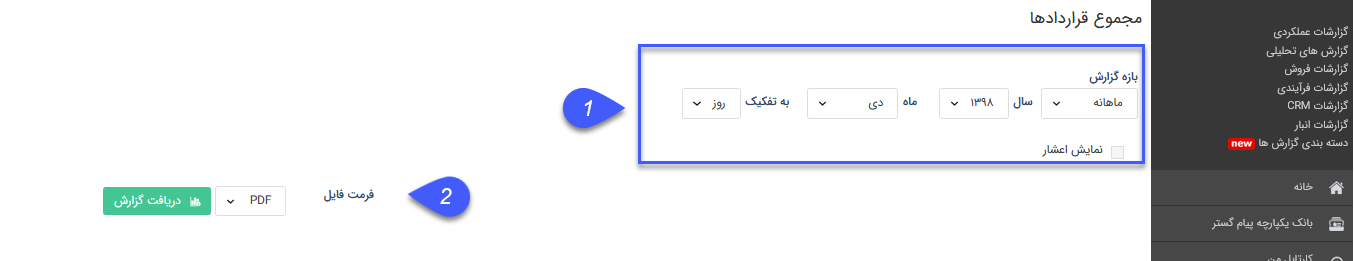 گزارشات عملکردی
گزارش های تحلیلی
گزارشات فروش
گزارشات فرآیندی
گزارشات CRM
گزارشات انبار
دسته بندی گزارش ها new
خانه
بانک یکپارچه پیام گستر
کارتابل من
مجموع قراردادها
بازه گزارش
ماهانه سال ۱۳۹۸ ماه دی به تفکیک روز
نمایش اعشار
1
2
فرمت فایل PDF دریافت گزارش